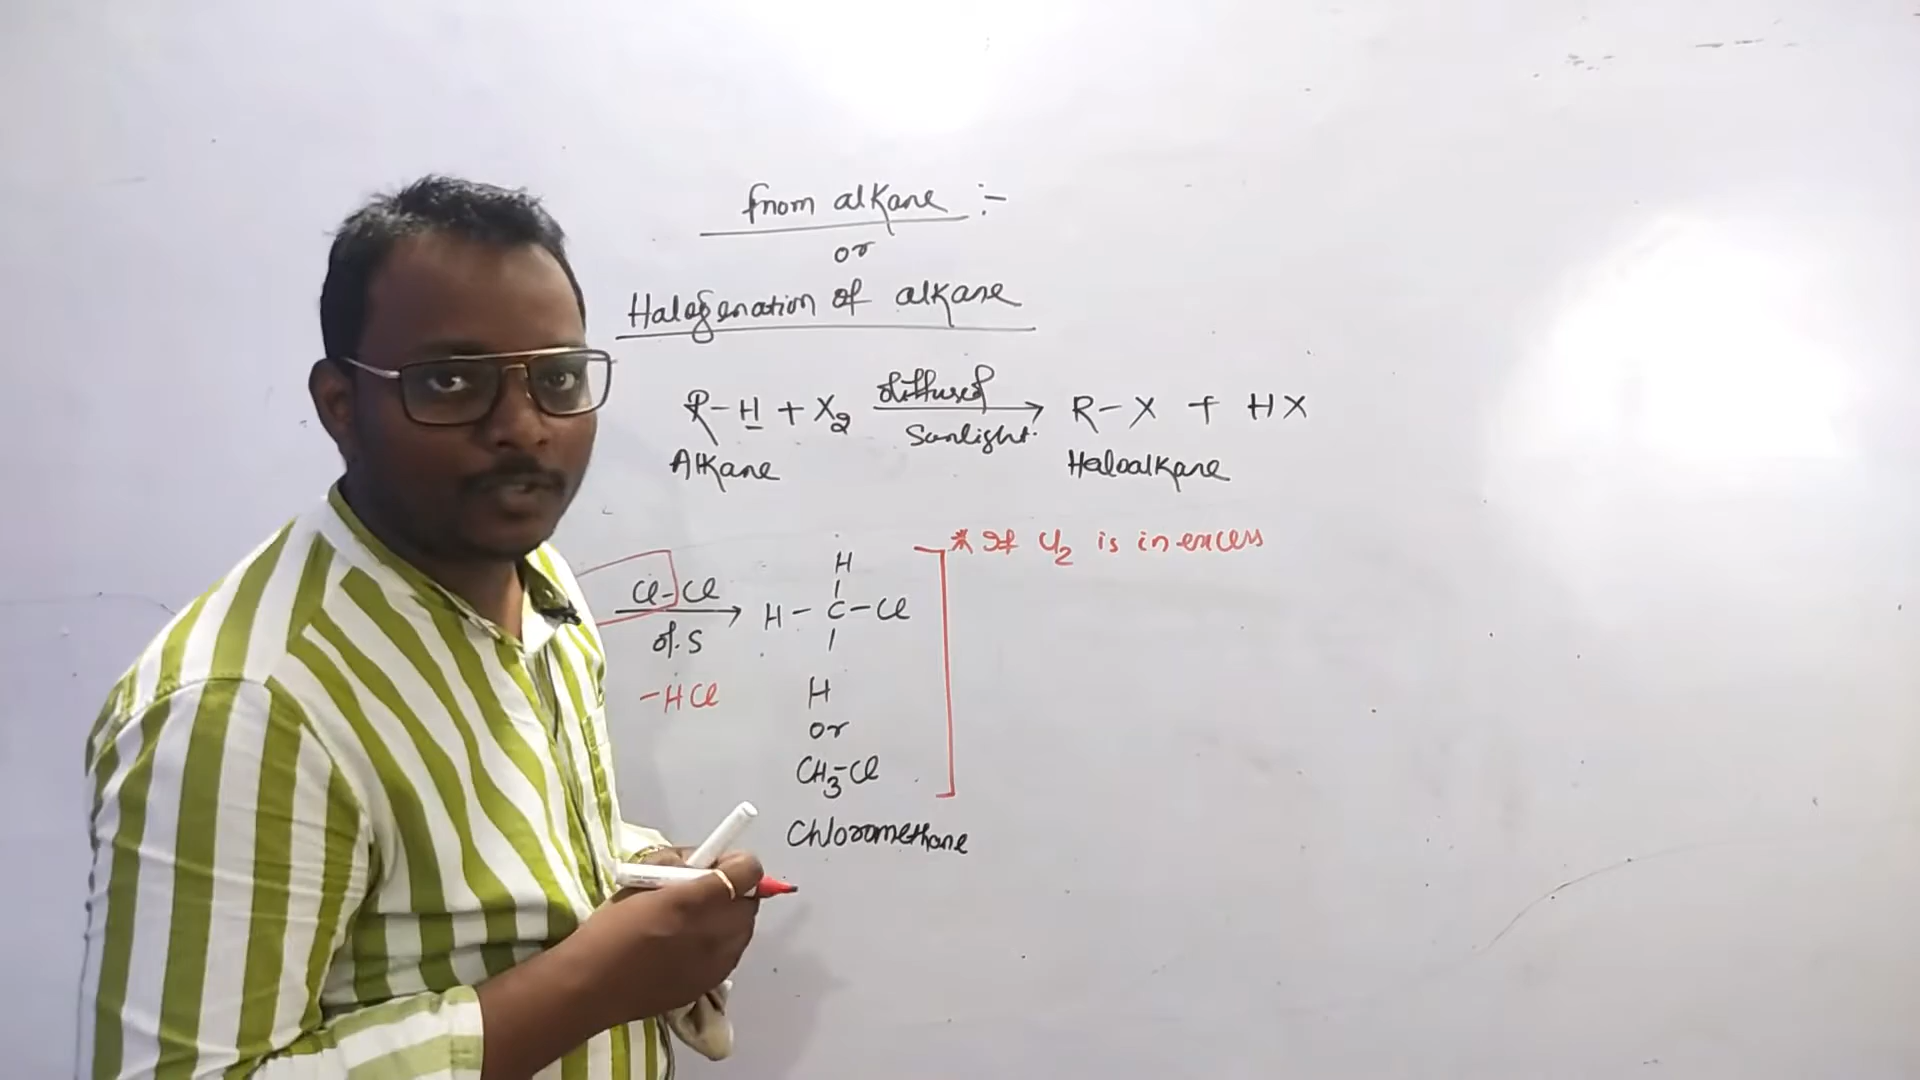 from alkane :-
or
Halogenation of alkane
R-H + X2 diffused Sunlight. → R-X + HX
Alkane Haloalkane
* If Cl2 is in excess
H
Cl-Cl
H - C - Cl
d.S
-HCl
H
or
CH3-Cl
Chloromethane